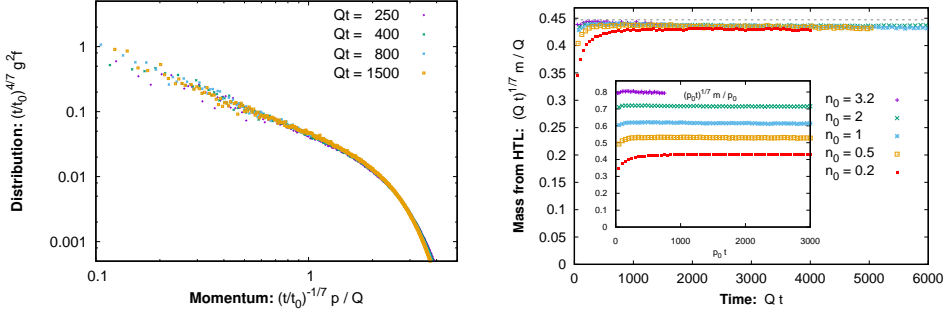 Distribution: (t/t0)^4/7 g^2 f
1
0.1
0.01
0.001
Qt = 250
Qt = 400
Qt = 800
Qt = 1500
0.1
1
Momentum: (t/t0)^-1/7 p / Q
Mass from HTL: (Q t)^1/7 m / Q
0.45
0.4
0.35
0.3
0.25
0.2
0.15
0.1
0.05
0
0
1000
2000
3000
4000
5000
6000
Time: Q t
(p0t)^1/7 m / p0
0.8
0.7
0.6
0.5
0.4
0.3
0.2
0.1
0
0
1000
2000
3000
p0 t
n0 = 3.2
n0 = 2
n0 = 1
n0 = 0.5
n0 = 0.2